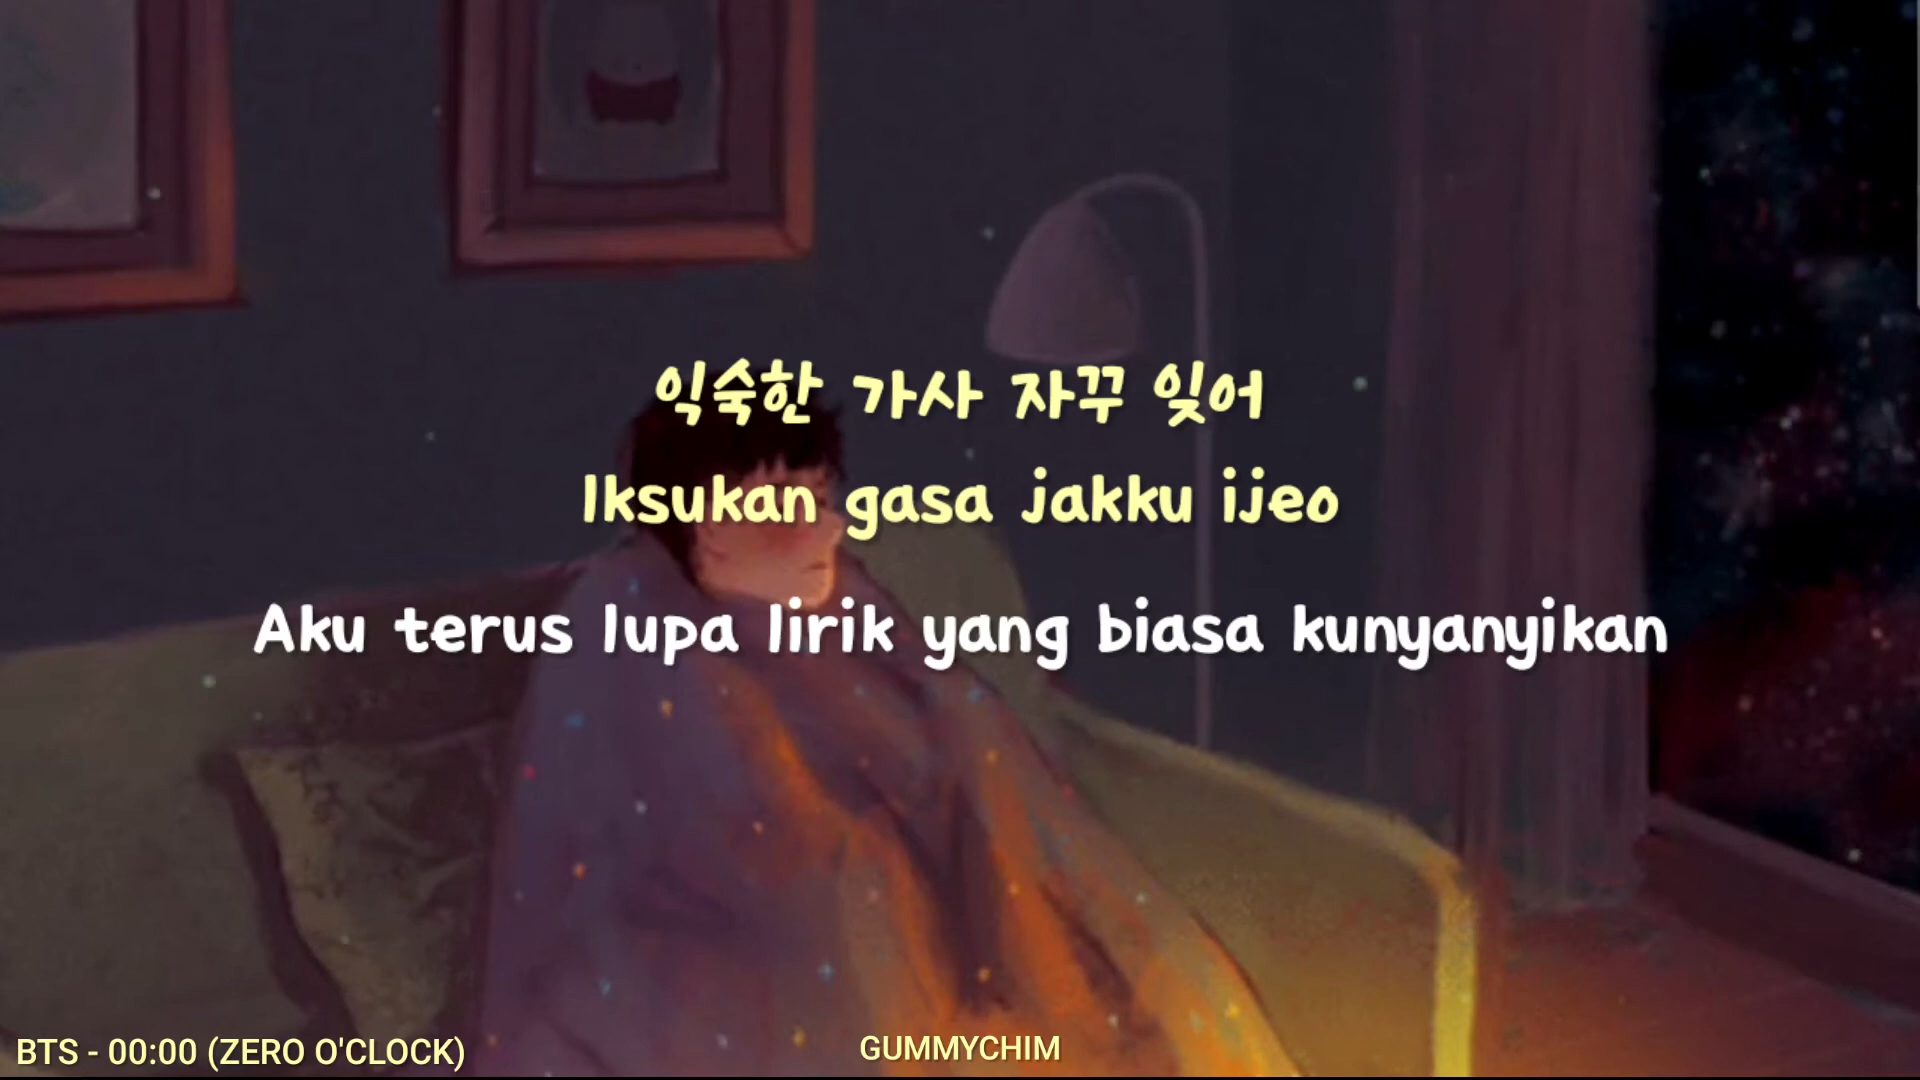 익숙한 가사 자꾸 잊어
Iksukan gasa jakku ijeo
Aku terus lupa lirik yang biasa kunyanyikan
BTS - 00:00 (ZERO O'CLOCK)
GUMMYCHIM